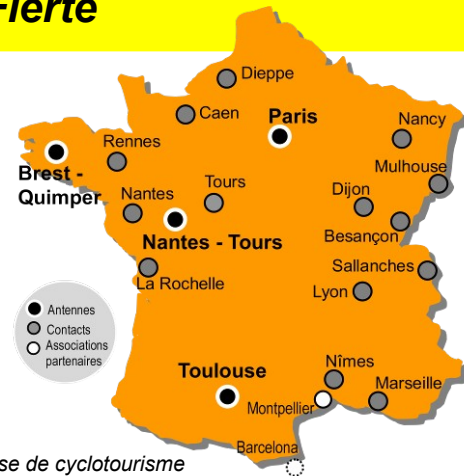 Fierté
Dieppe
Caen
Paris
Nancy
Rennes
Brest -
Quimper
Mulhouse
Nantes
Tours
Dijon
Nantes - Tours
Besançon
Sallanches
La Rochelle
Lyon
Antennes
Contacts
Associations
partenaires
Toulouse
Nîmes
Marseille
Montpellier
Barcelona
se de cyclotourisme